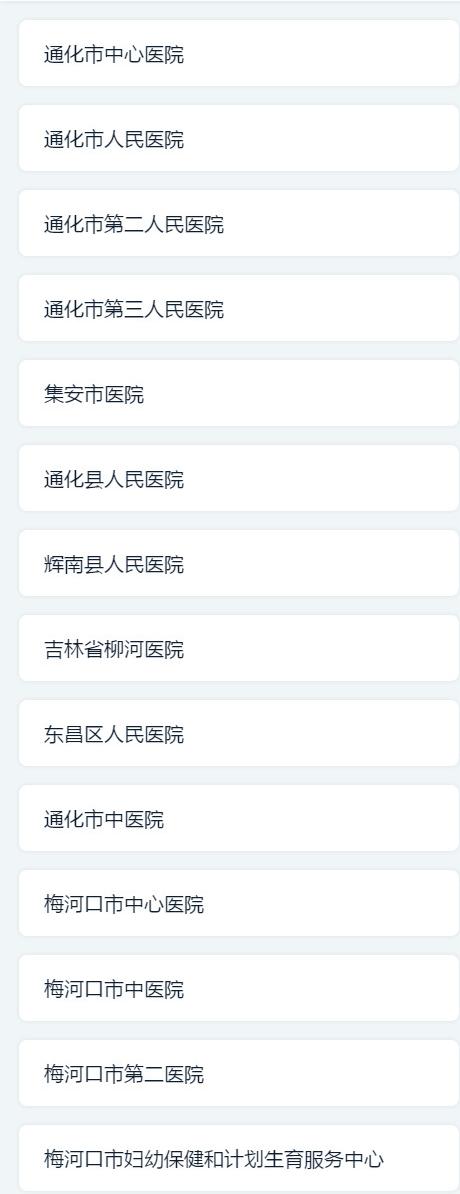 通化市中心医院
通化市人民医院
通化市第二人民医院
通化市第三人民医院
集安市医院
通化县人民医院
辉南县人民医院
吉林省柳河医院
东昌区人民医院
通化市中医院
梅河口市中心医院
梅河口市中医院
梅河口市第二医院
梅河口市妇幼保健和计划生育服务中心